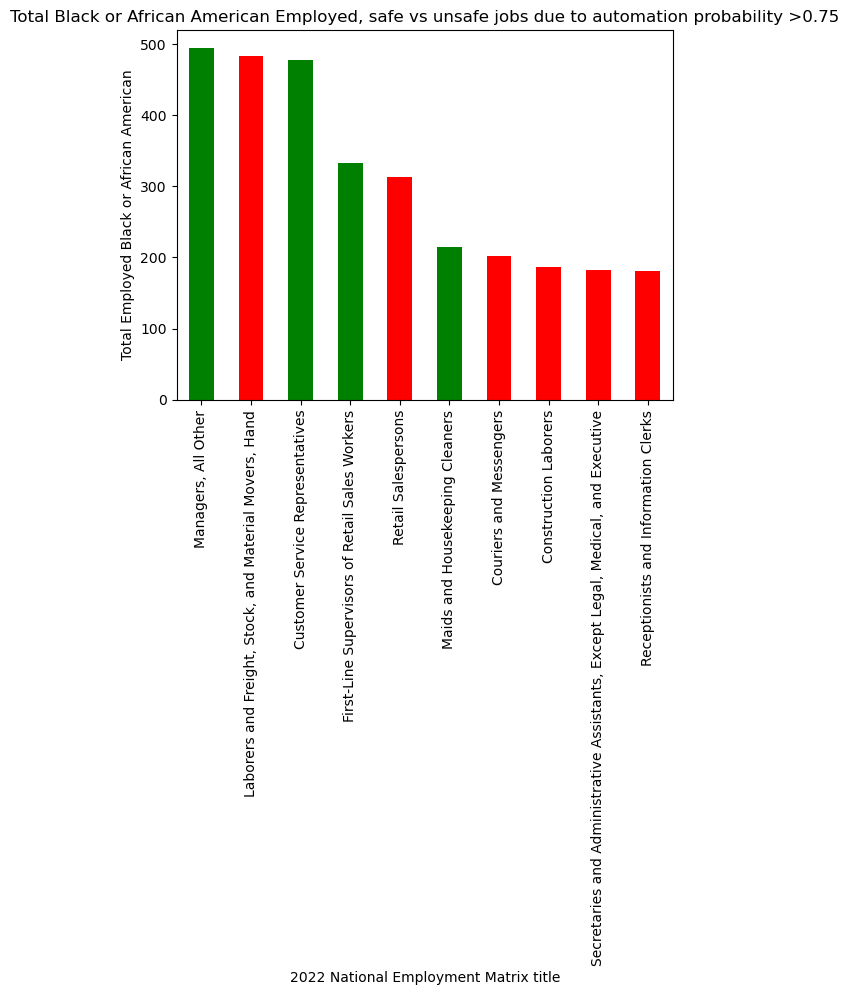 Total Black or African American Employed, safe vs unsafe jobs due to automation probability >0.75
Total Employed Black or African American
500
400
300
200
100
0
Managers, All Other
Laborers and Freight, Stock, and Material Movers, Hand
Customer Service Representatives
First-Line Supervisors of Retail Sales Workers
Retail Salespersons
Maids and Housekeeping Cleaners
Couriers and Messengers
Construction Laborers
Secretaries and Administrative Assistants, Except Legal, Medical, and Executive
Receptionists and Information Clerks
2022 National Employment Matrix title